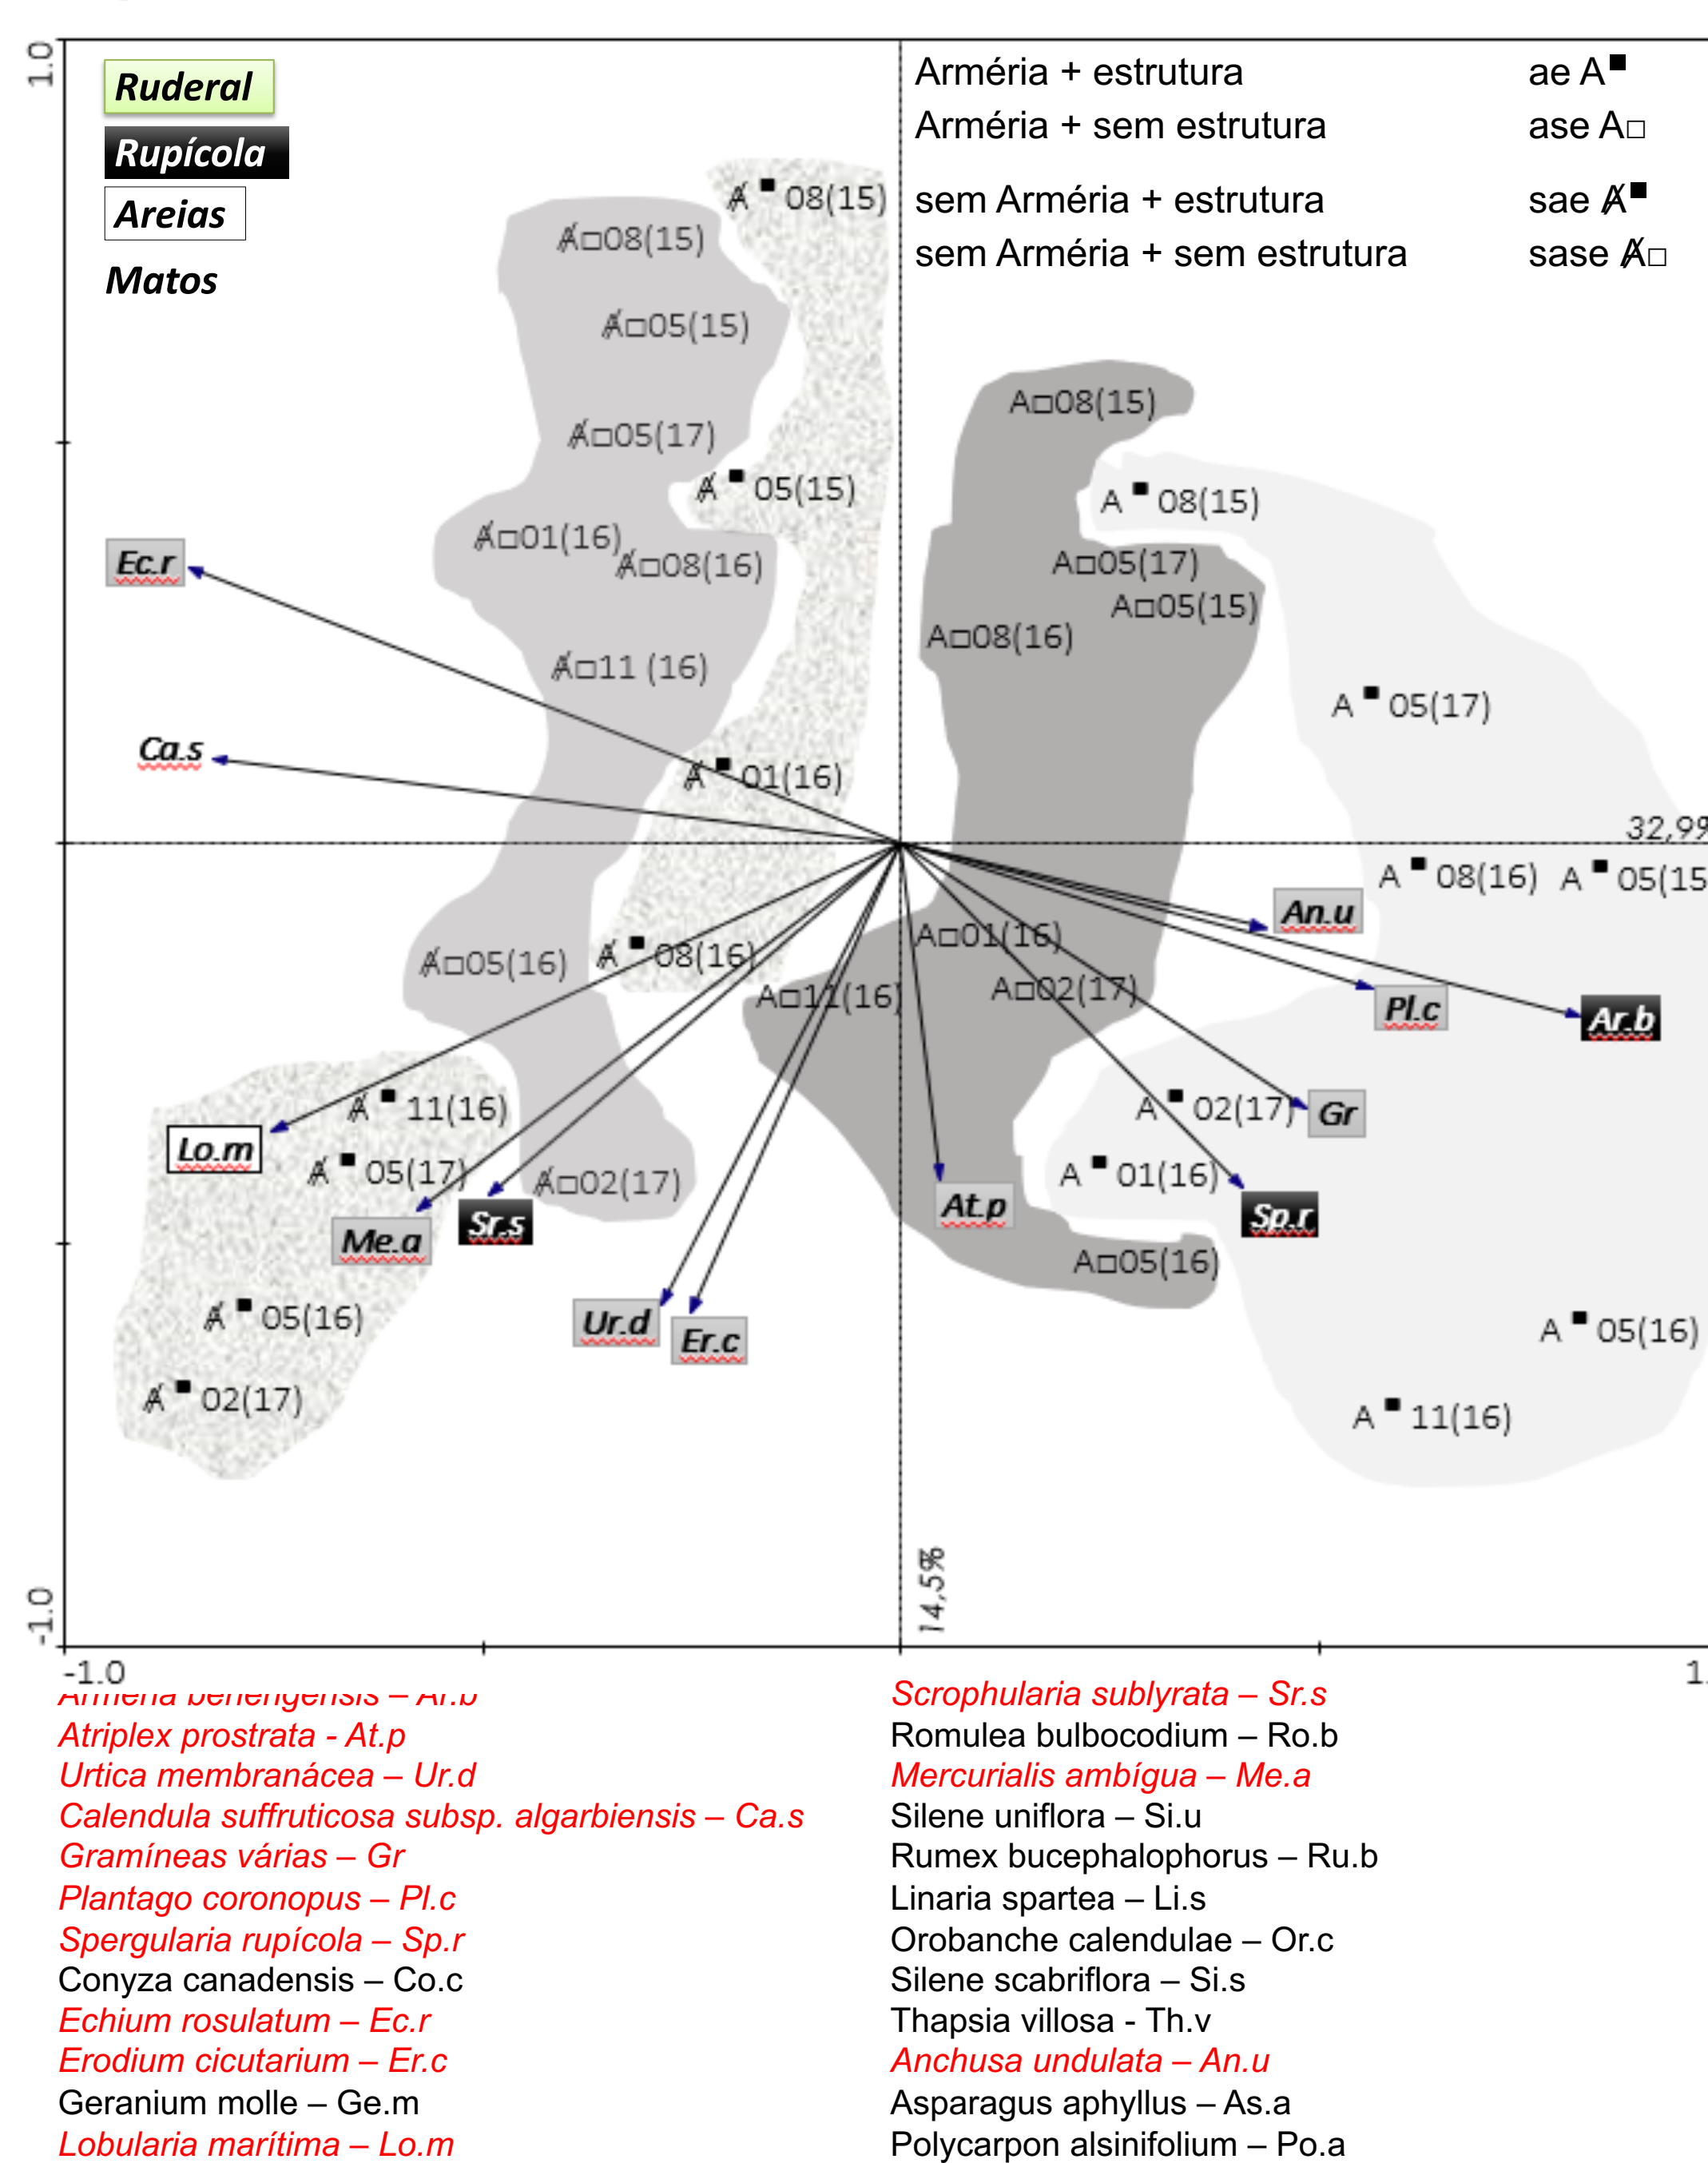 1.0
Ruderal
Rupícola
Areias
Matos
Arméria + estrutura ae A■
Arméria + sem estrutura ase A□
sem Arméria + estrutura sae A̸■
sem Arméria + sem estrutura sase A̸□
A̸■ 08(15)
A̸□08(15)
A̸□05(15)
A□08(15)
A̸□05(17)
A̸■ 05(15)
A■ 08(15)
A̸□01(16)
A̸□08(16)
Ec.r
A□05(17)
A□05(15)
A□08(16)
A̸□11 (16)
A■ 05(17)
Ca.s
A̸■ 01(16)
32,9%
A■ 08(16)
A■ 05(15
An.u
A□01(16)
A̸□05(16)
A̸■ 08(16)
A□11(16)
A□02(17)
Pl.c
Ar.b
A̸■ 11(16)
A■ 02(17)
Gr
Lo.m
A̸■ 05(17)
A̸□02(17)
A■ 01(16)
Me.a
Sr.s
At.p
Sp.r
A□05(16)
A̸■ 05(16)
Ur.d
Er.c
A■ 05(16)
A̸■ 02(17)
A■ 11(16)
14,5%
-1.0
-1.0
1.
Armeria berlengensis – Ar.b
Atriplex prostrata - At.p
Urtica membranácea – Ur.d
Calendula suffruticosa subsp. algarbiensis – Ca.s
Gramíneas várias – Gr
Plantago coronopus – Pl.c
Spergularia rupícola – Sp.r
Conyza canadensis – Co.c
Echium rosulatum – Ec.r
Erodium cicutarium – Er.c
Geranium molle – Ge.m
Lobularia marítima – Lo.m
Scrophularia sublyrata – Sr.s
Romulea bulbocodium – Ro.b
Mercurialis ambígua – Me.a
Silene uniflora – Si.u
Rumex bucephalophorus – Ru.b
Linaria spartea – Li.s
Orobanche calendulae – Or.c
Silene scabriflora – Si.s
Thapsia villosa - Th.v
Anchusa undulata – An.u
Asparagus aphyllus – As.a
Polycarpon alsinifolium – Po.a